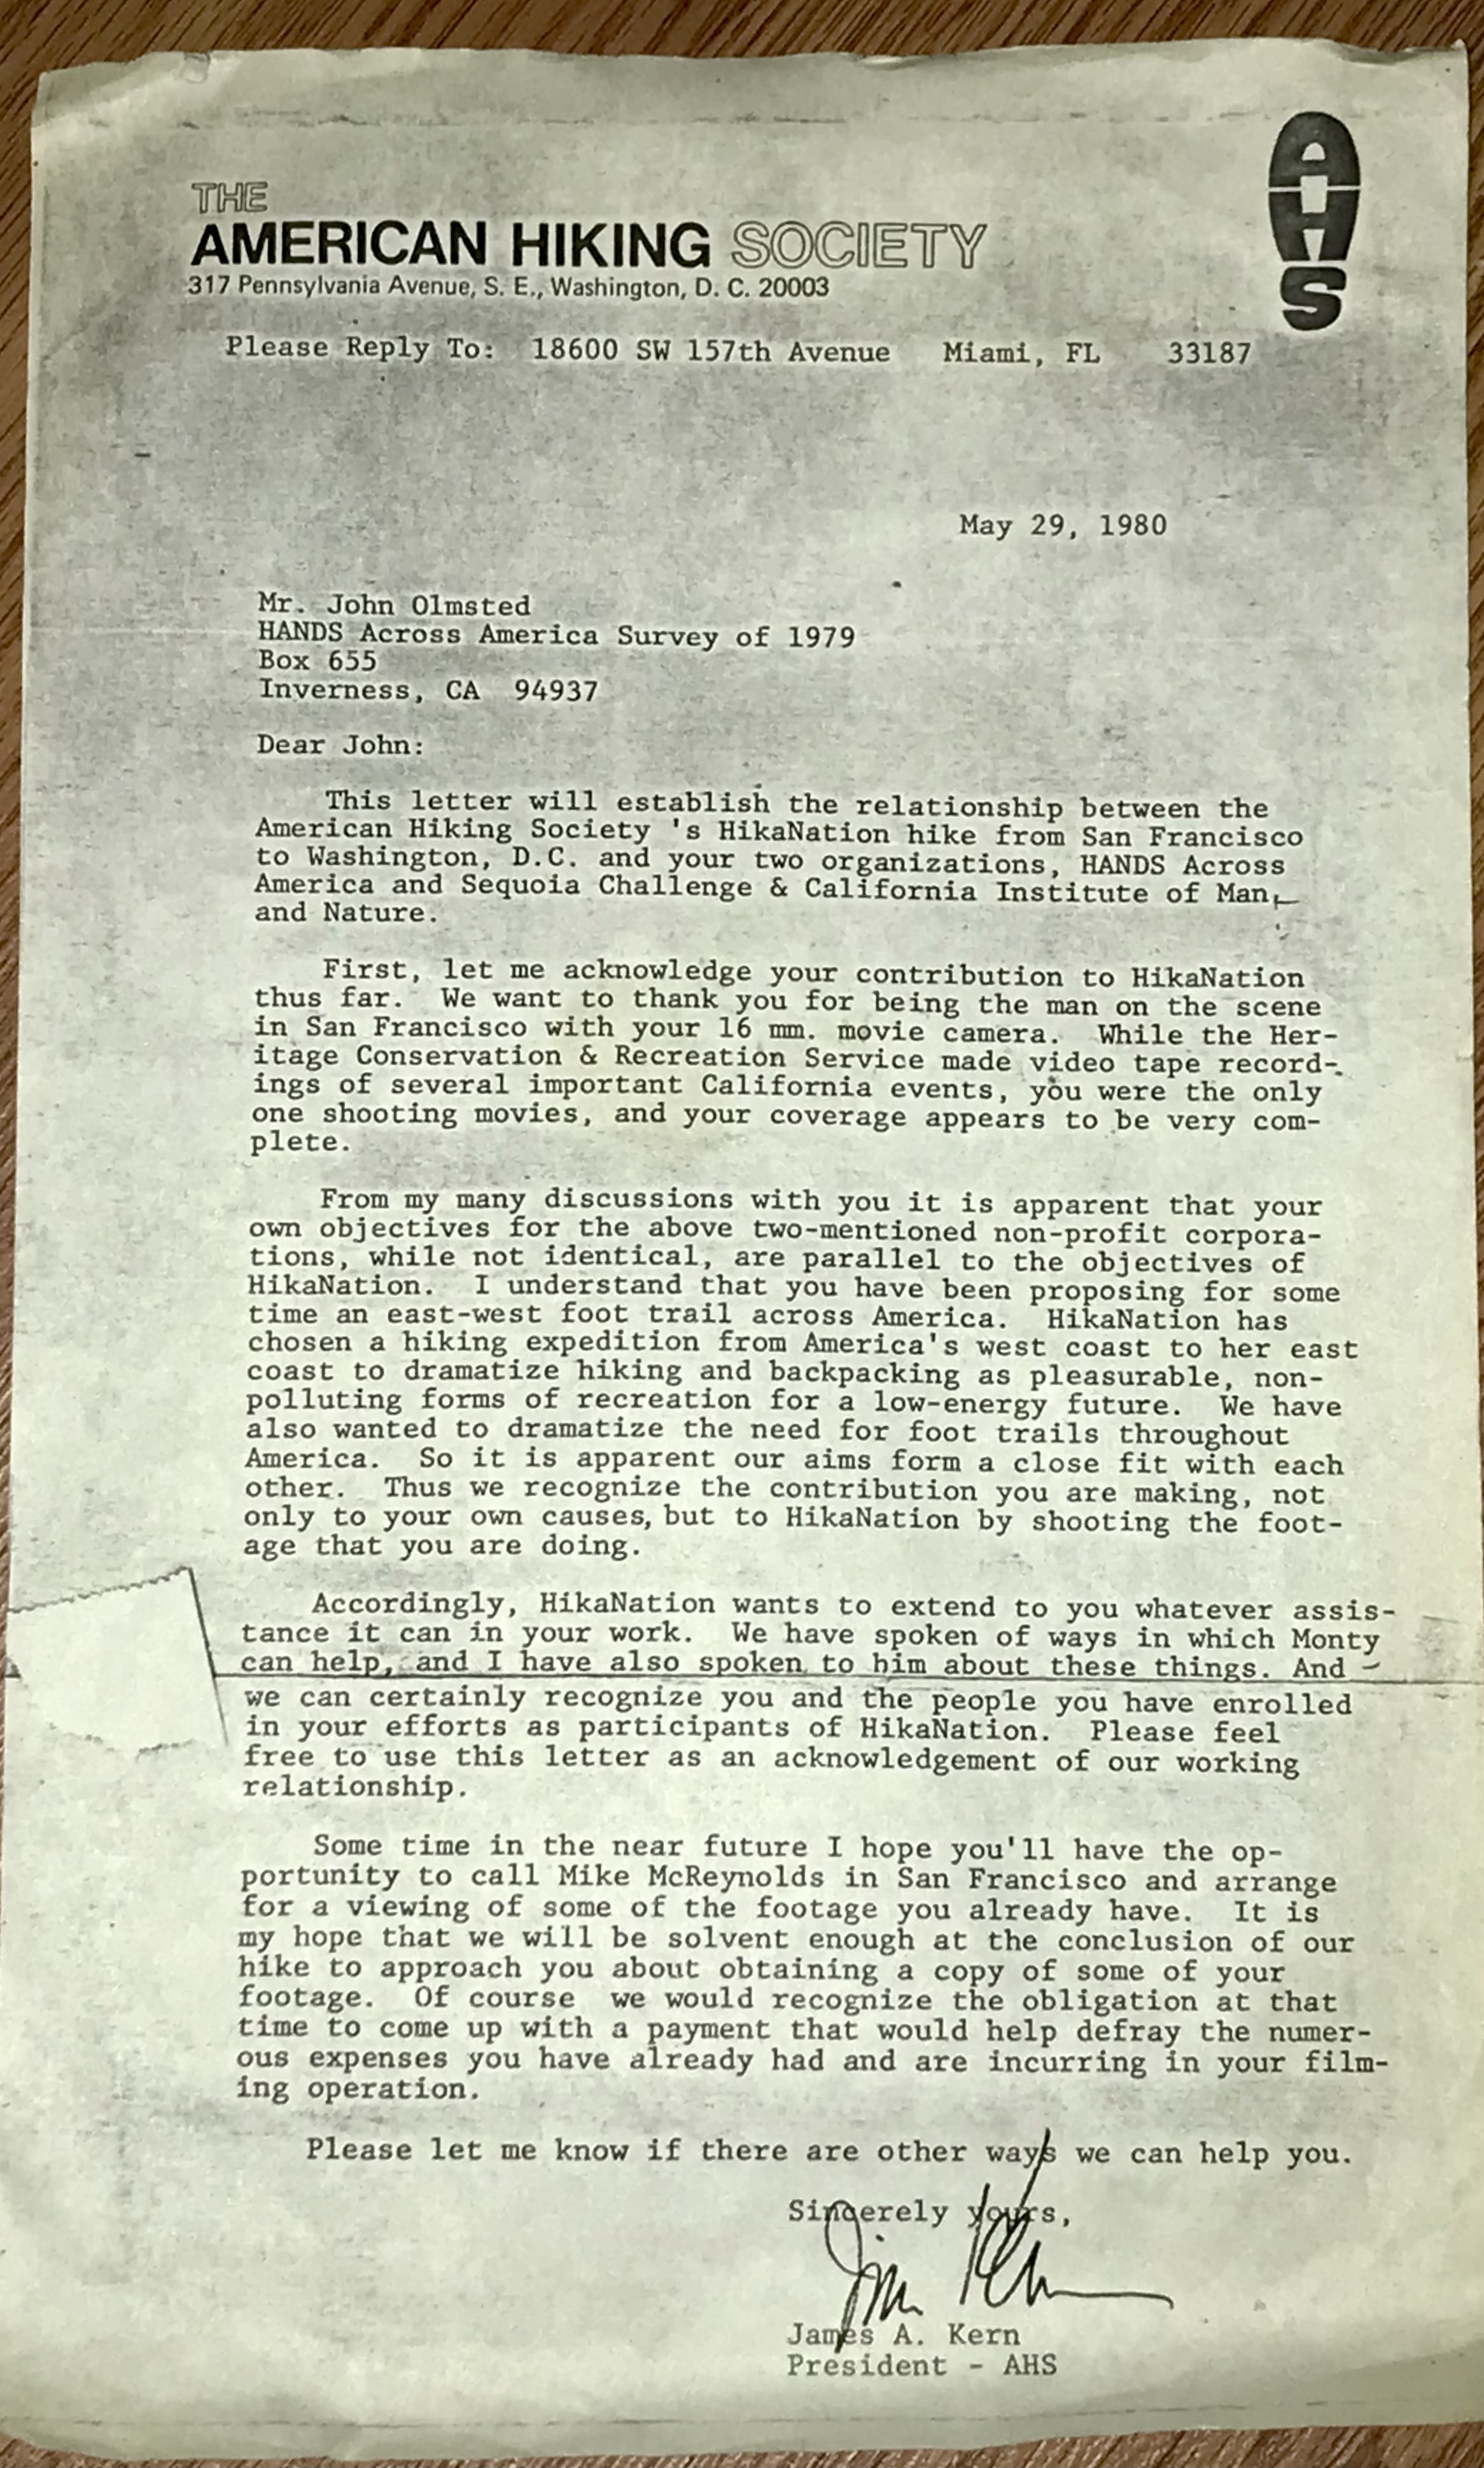 THE
AMERICAN HIKING SOCIETY
317 Pennsylvania Avenue, S. E., Washington, D. C. 20003
AHS
Please Reply To: 18600 SW 157th Avenue Miami, FL 33187
May 29, 1980
Mr. John Olmsted
HANDS Across America Survey of 1979
Box 655
Inverness, CA 94937
Dear John:
This letter will establish the relationship between the
American Hiking Society 's HikaNation hike from San Francisco
to Washington, D.C. and your two organizations, HANDS Across
America and Sequoia Challenge & California Institute of Man
and Nature.
First, let me acknowledge your contribution to HikaNation
thus far. We want to thank you for being the man on the scene
in San Francisco with your 16 mm. movie camera. While the Her-
itage Conservation & Recreation Service made video tape record-
ings of several important California events, you were the only
one shooting movies, and your coverage appears to be very com-
plete.
From my many discussions with you it is apparent that your
own objectives for the above two-mentioned non-profit corpora-
tions, while not identical, are parallel to the objectives of
HikaNation. I understand that you have been proposing for some
time an east-west foot trail across America. HikaNation has
chosen a hiking expedition from America's west coast to her east
coast to dramatize hiking and backpacking as pleasurable, non-
polluting forms of recreation for a low-energy future. We have
also wanted to dramatize the need for foot trails throughout
America. So it is apparent our aims form a close fit with each
other. Thus we recognize the contribution you are making, not
only to your own causes, but to HikaNation by shooting the foot-
age that you are doing.
Accordingly, HikaNation wants to extend to you whatever assis-
tance it can in your work. We have spoken of ways in which Monty
can help, and I have also spoken to him about these things. And
we can certainly recognize you and the people you have enrolled
in your efforts as participants of HikaNation. Please feel
free to use this letter as an acknowledgement of our working
relationship.
Some time in the near future I hope you'll have the op-
portunity to call Mike McReynolds in San Francisco and arrange
for a viewing of some of the footage you already have. It is
my hope that we will be solvent enough at the conclusion of our
hike to approach you about obtaining a copy of some of your
footage. Of course we would recognize the obligation at that
time to come up with a payment that would help defray the numer-
ous expenses you have already had and are incurring in your film-
ing operation.
Please let me know if there are other ways we can help you.
Sincerely yours,
Jim Kern
James A. Kern
President - AHS